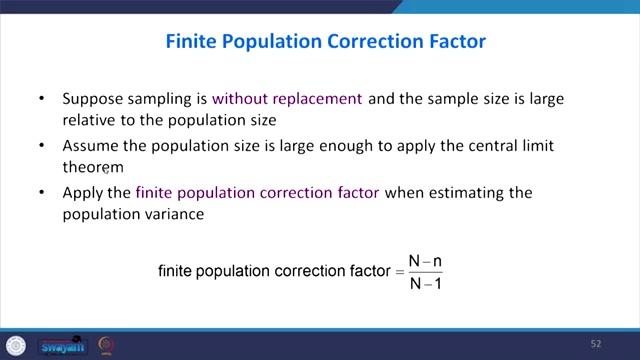 Finite Population Correction Factor
• Suppose sampling is without replacement and the sample size is large
relative to the population size
• Assume the population size is large enough to apply the central limit
theorem
• Apply the finite population correction factor when estimating the
population variance
finite population correction factor = N – n
N – 1
swayam
52